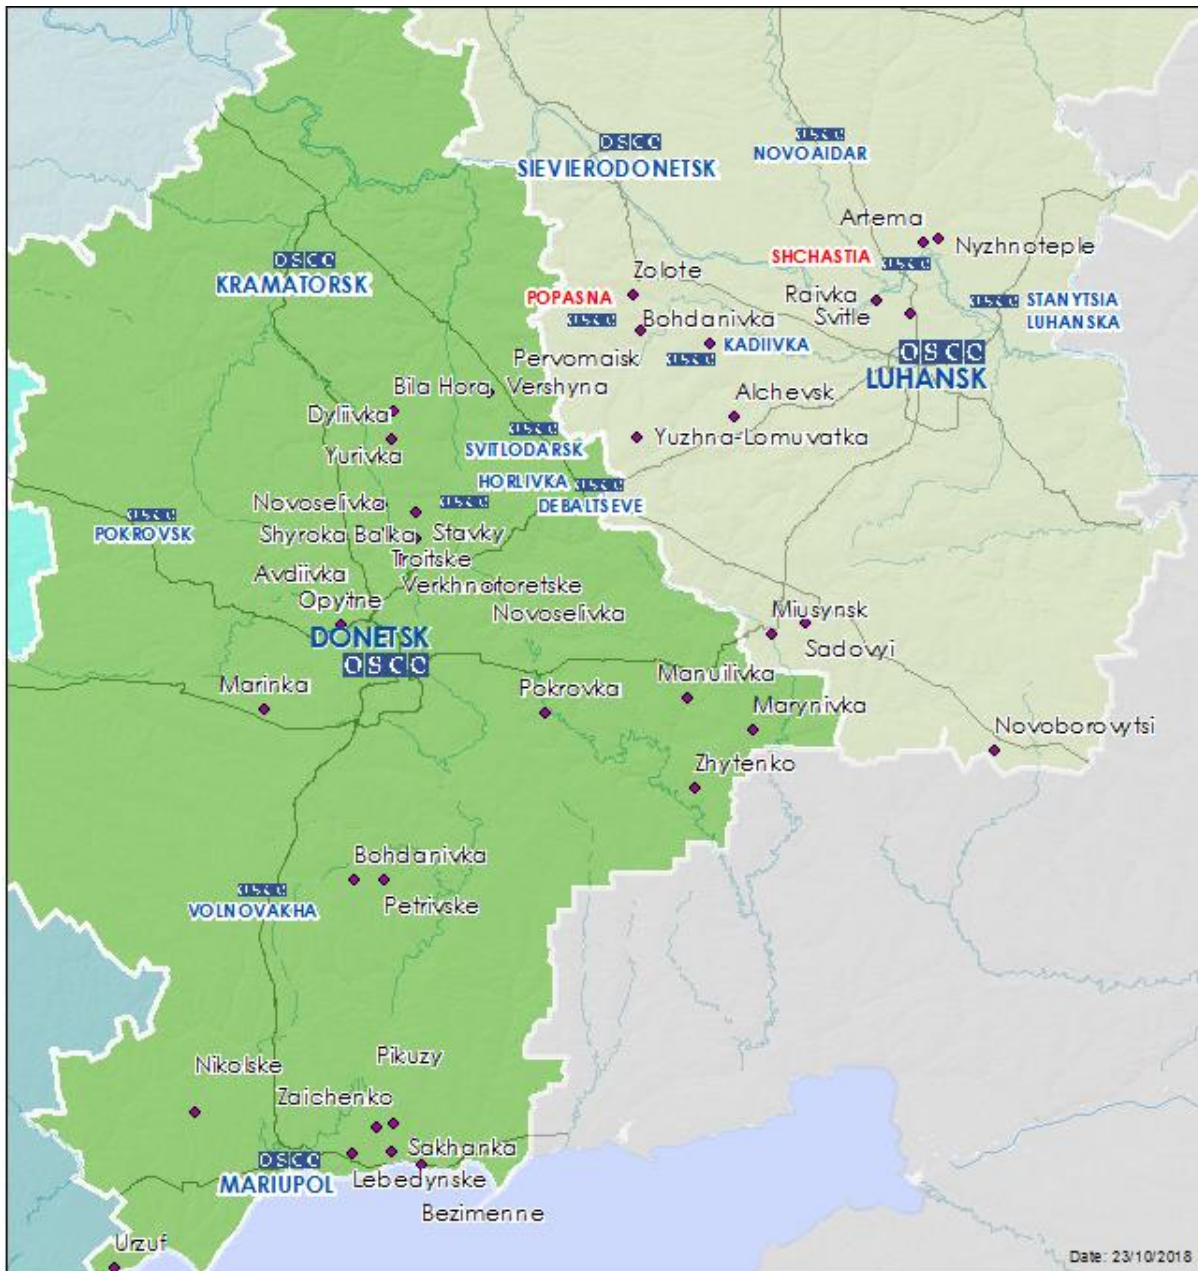 OSCE
NOVOAIDAR
OSCE
SIEVIERODONETSK
Artema
Nyzhnoteple
SHCHASTIA
OSCE
OSCE
KRAMATORSK
Zolote
POPASNA
OSCE
Raivka
Svitle
OSCE
STANYTSIA
LUHANSKA
Bohdanivka
KADIIVKA
OSCE
Pervomaisk
OSCE
LUHANSK
Bila Hora
Vershyna
Alchevsk
Dyliivka
OSCE
SVITLODARSK
Yuzhna-Lomuvatka
Yurivka
HORLIVKA
OSCE
OSCE
DEBALTSEVE
Novoselivka
OSCE
POKROVSK
Shyroka Balka
Stavky
Troitske
Avdiivka
Verkhnotoretske
Opytne
Novoselivka
DONETSK
OSCE
Miusynsk
Sadovyi
Marinka
Pokrovka
Manuilivka
Marynivka
Novoborovytsi
Zhytenko
Bohdanivka
OSCE
VOLNOVAKHA
Petrivske
Nikolske
Pikuzy
Zaichenko
Sakhanka
OSCE
MARIUPOL
Lebedynske
Bezimenne
Urzuf
Date: 23/10/2018